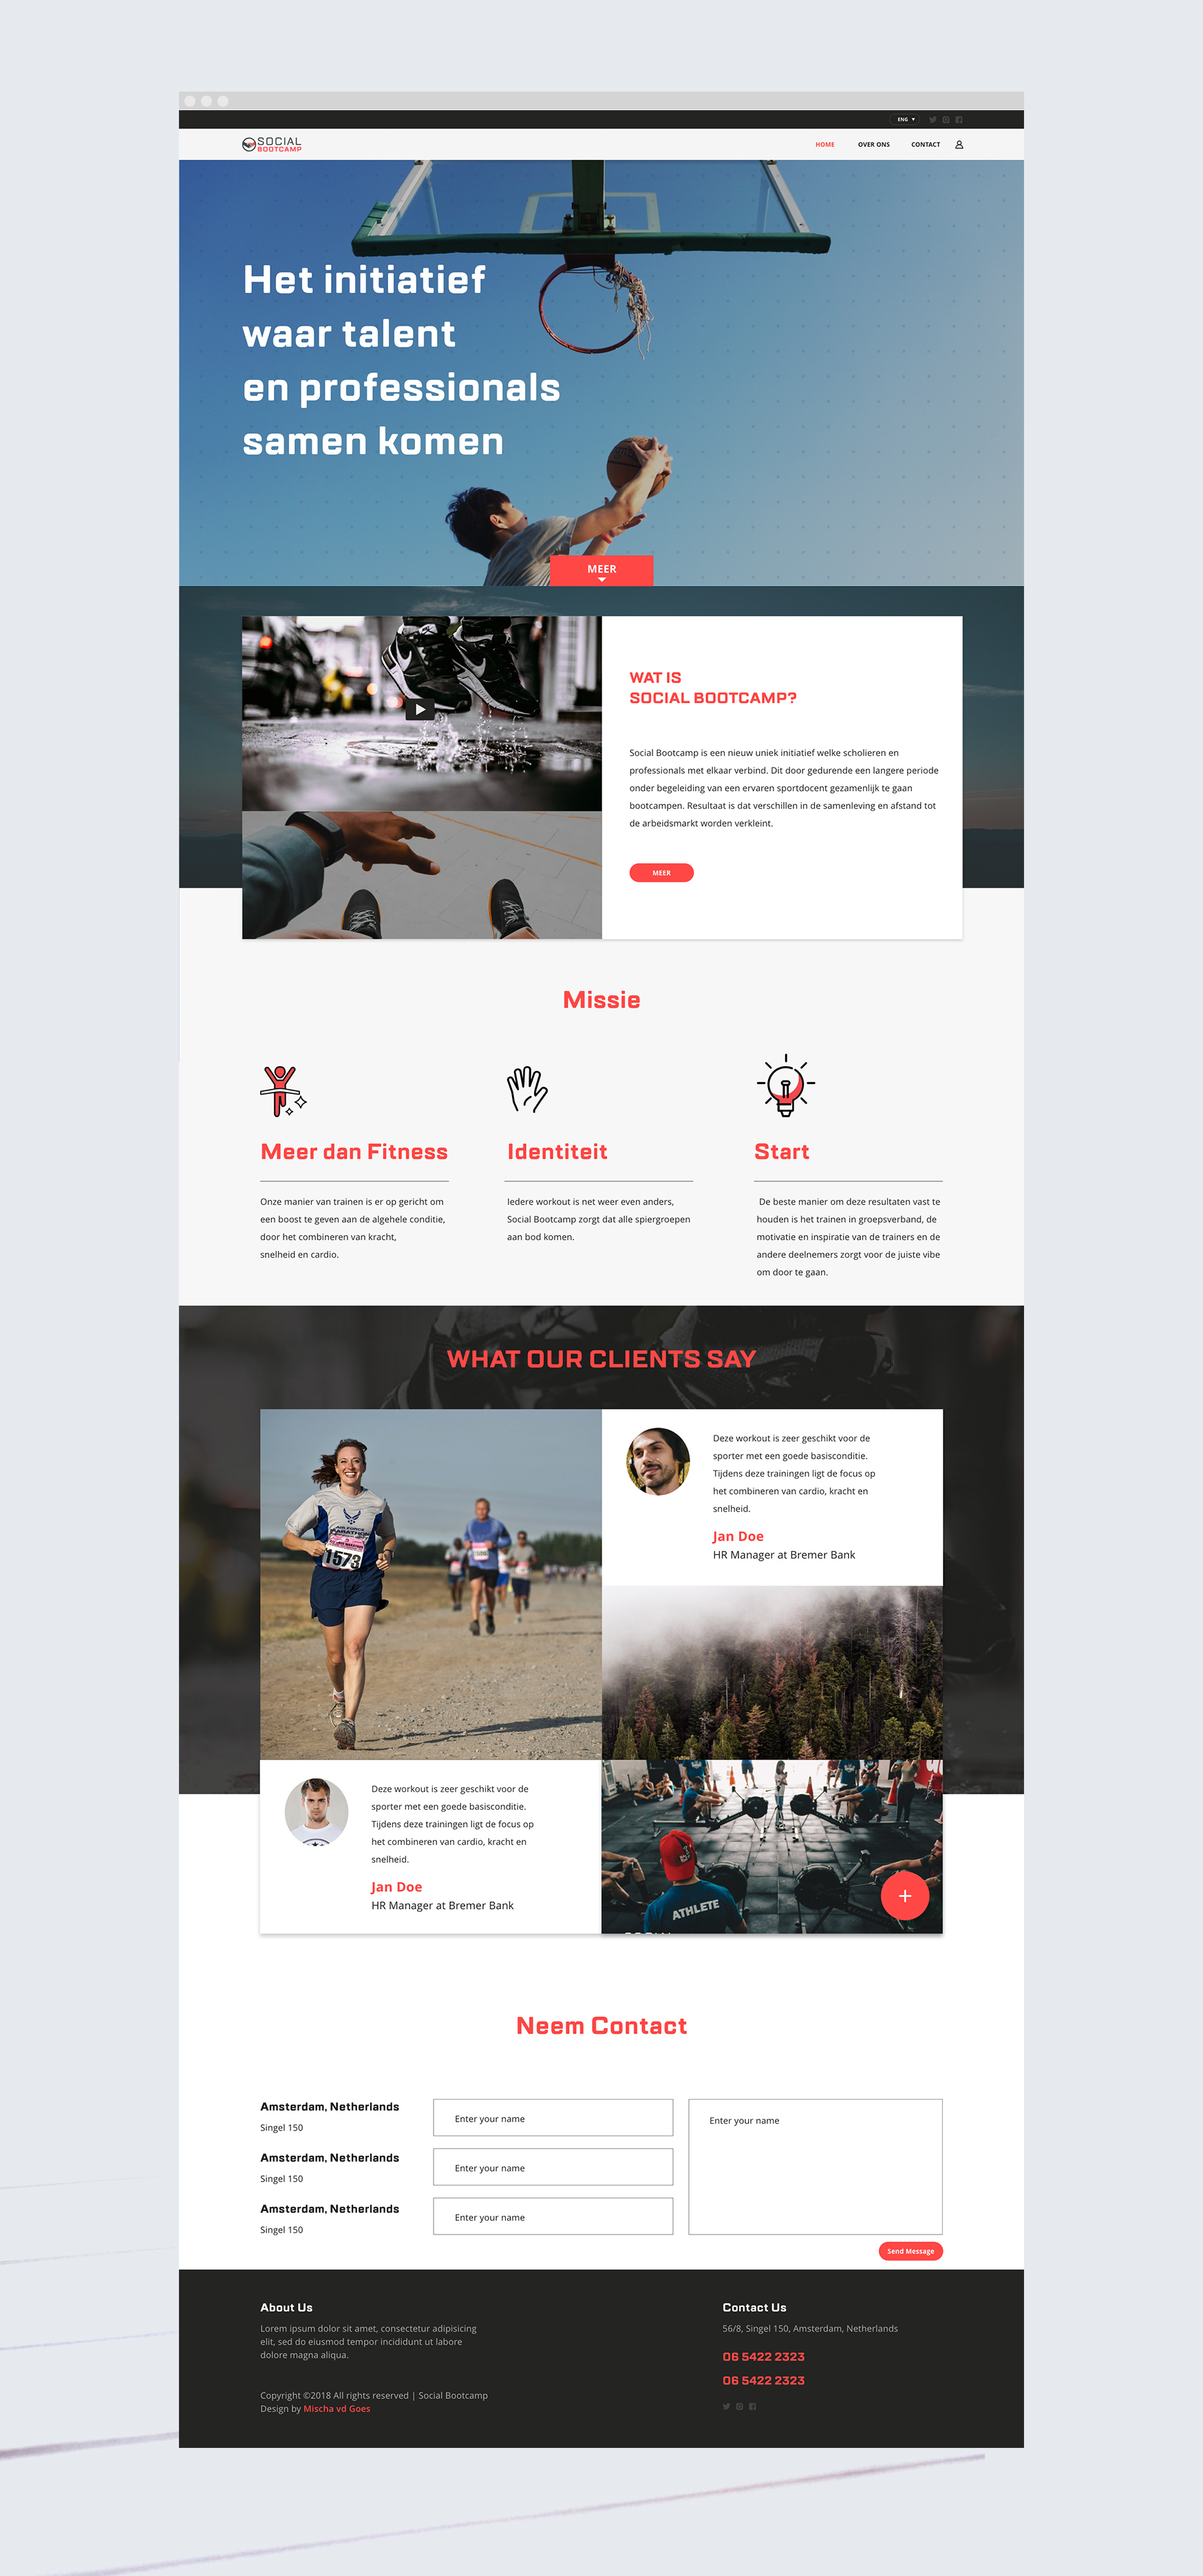 ENG
SOCIAL
BOOTCAMP
HOME
OVER ONS
CONTACT
Het initiatief
waar talent
en professionals
samen komen
MEER
WAT IS
SOCIAL BOOTCAMP?
Social Bootcamp is een nieuw uniek initiatief welke scholieren en
professionals met elkaar verbind. Dit door gedurende een langere periode
onder begeleiding van een ervaren sportdocent gezamenlijk te gaan
bootcampen. Resultaat is dat verschillen in de samenleving en afstand tot
de arbeidsmarkt worden verkleint.
MEER
Missie
Meer dan Fitness
Onze manier van trainen is er op gericht om
een boost te geven aan de algehele conditie,
door het combineren van kracht,
snelheid en cardio.
Identiteit
Iedere workout is net weer even anders,
Social Bootcamp zorgt dat alle spiergroepen
aan bod komen.
Start
De beste manier om deze resultaten vast te
houden is het trainen in groepsverband, de
motivatie en inspiratie van de trainers en de
andere deelnemers zorgt voor de juiste vibe
om door te gaan.
WHAT OUR CLIENTS SAY
AIR FORCE
MARATHON
1573
Deze workout is zeer geschikt voor de
sporter met een goede basisconditie.
Tijdens deze trainingen ligt de focus op
het combineren van cardio, kracht en
snelheid.
Jan Doe
HR Manager at Bremer Bank
Deze workout is zeer geschikt voor de
sporter met een goede basisconditie.
Tijdens deze trainingen ligt de focus op
het combineren van cardio, kracht en
snelheid.
Jan Doe
HR Manager at Bremer Bank
ATHLETE
Neem Contact
Amsterdam, Netherlands
Singel 150
Amsterdam, Netherlands
Singel 150
Amsterdam, Netherlands
Singel 150
Enter your name
Enter your name
Enter your name
Enter your name
Send Message
About Us
Lorem ipsum dolor sit amet, consectetur adipisicing
elit, sed do eiusmod tempor incididunt ut labore
dolore magna aliqua.
Copyright ©2018 All rights reserved | Social Bootcamp
Design by Mischa vd Goes
Contact Us
56/8, Singel 150, Amsterdam, Netherlands
06 5422 2323
06 5422 2323